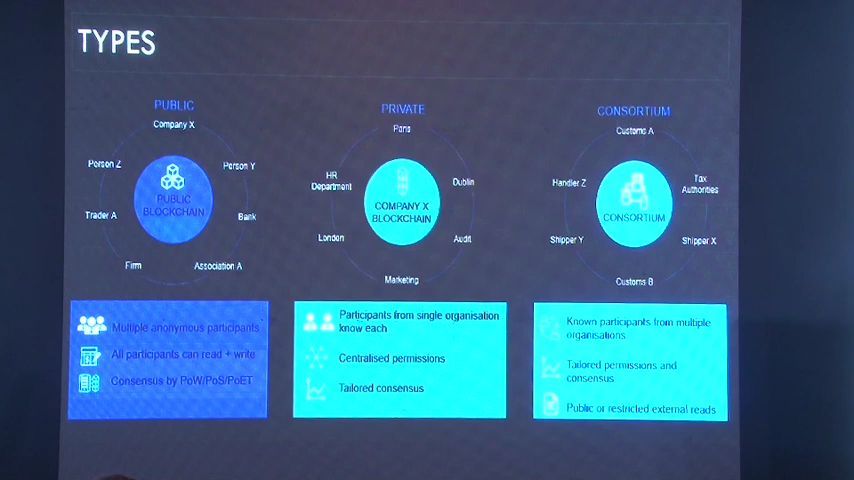 TYPES
PUBLIC
Company X
Person Z
Person Y
PUBLIC
BLOCKCHAIN
Trader A
Bank
Firm
Association A
Multiple anonymous participants
All participants can read + write
Consensus by PoW/PoS/PoET
PRIVATE
Paris
HR
Department
Dublin
COMPANY X
BLOCKCHAIN
London
Audit
Marketing
Participants from single organisation
know each
Centralised permissions
Tailored consensus
CONSORTIUM
Customs A
Handler Z
Tax
Authorities
CONSORTIUM
Shipper Y
Shipper X
Customs B
Known participants from multiple
organisations
Tailored permissions and
consensus
Public or restricted external reads